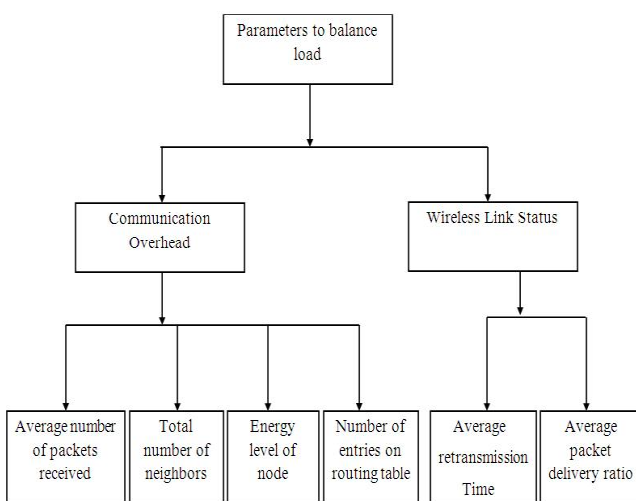 Parameters to balance
load
Communication
Overhead
Wireless Link Status
Average number
of packets
received
Total
number of
neighbors
Energy
level of
node
Number of
entries on
routing table
Average
retransmission
Time
Average
packet
delivery ratio